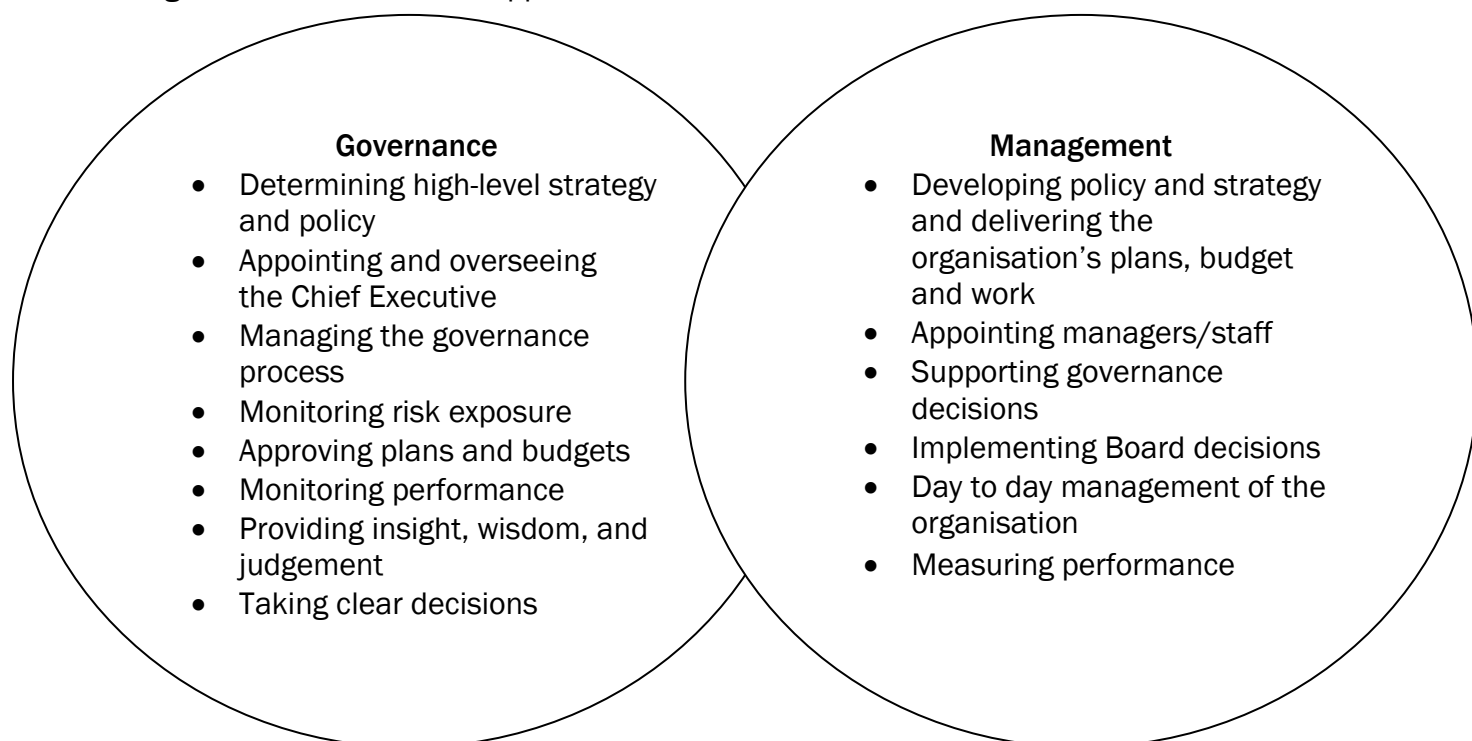 Governance
• Determining high-level strategy
and policy
• Appointing and overseeing
the Chief Executive
• Managing the governance
process
• Monitoring risk exposure
• Approving plans and budgets
• Monitoring performance
• Providing insight, wisdom, and
judgement
• Taking clear decisions
Management
• Developing policy and strategy
and delivering the
organisation’s plans, budget
and work
• Appointing managers/staff
• Supporting governance
decisions
• Implementing Board decisions
• Day to day management of the
organisation
• Measuring performance